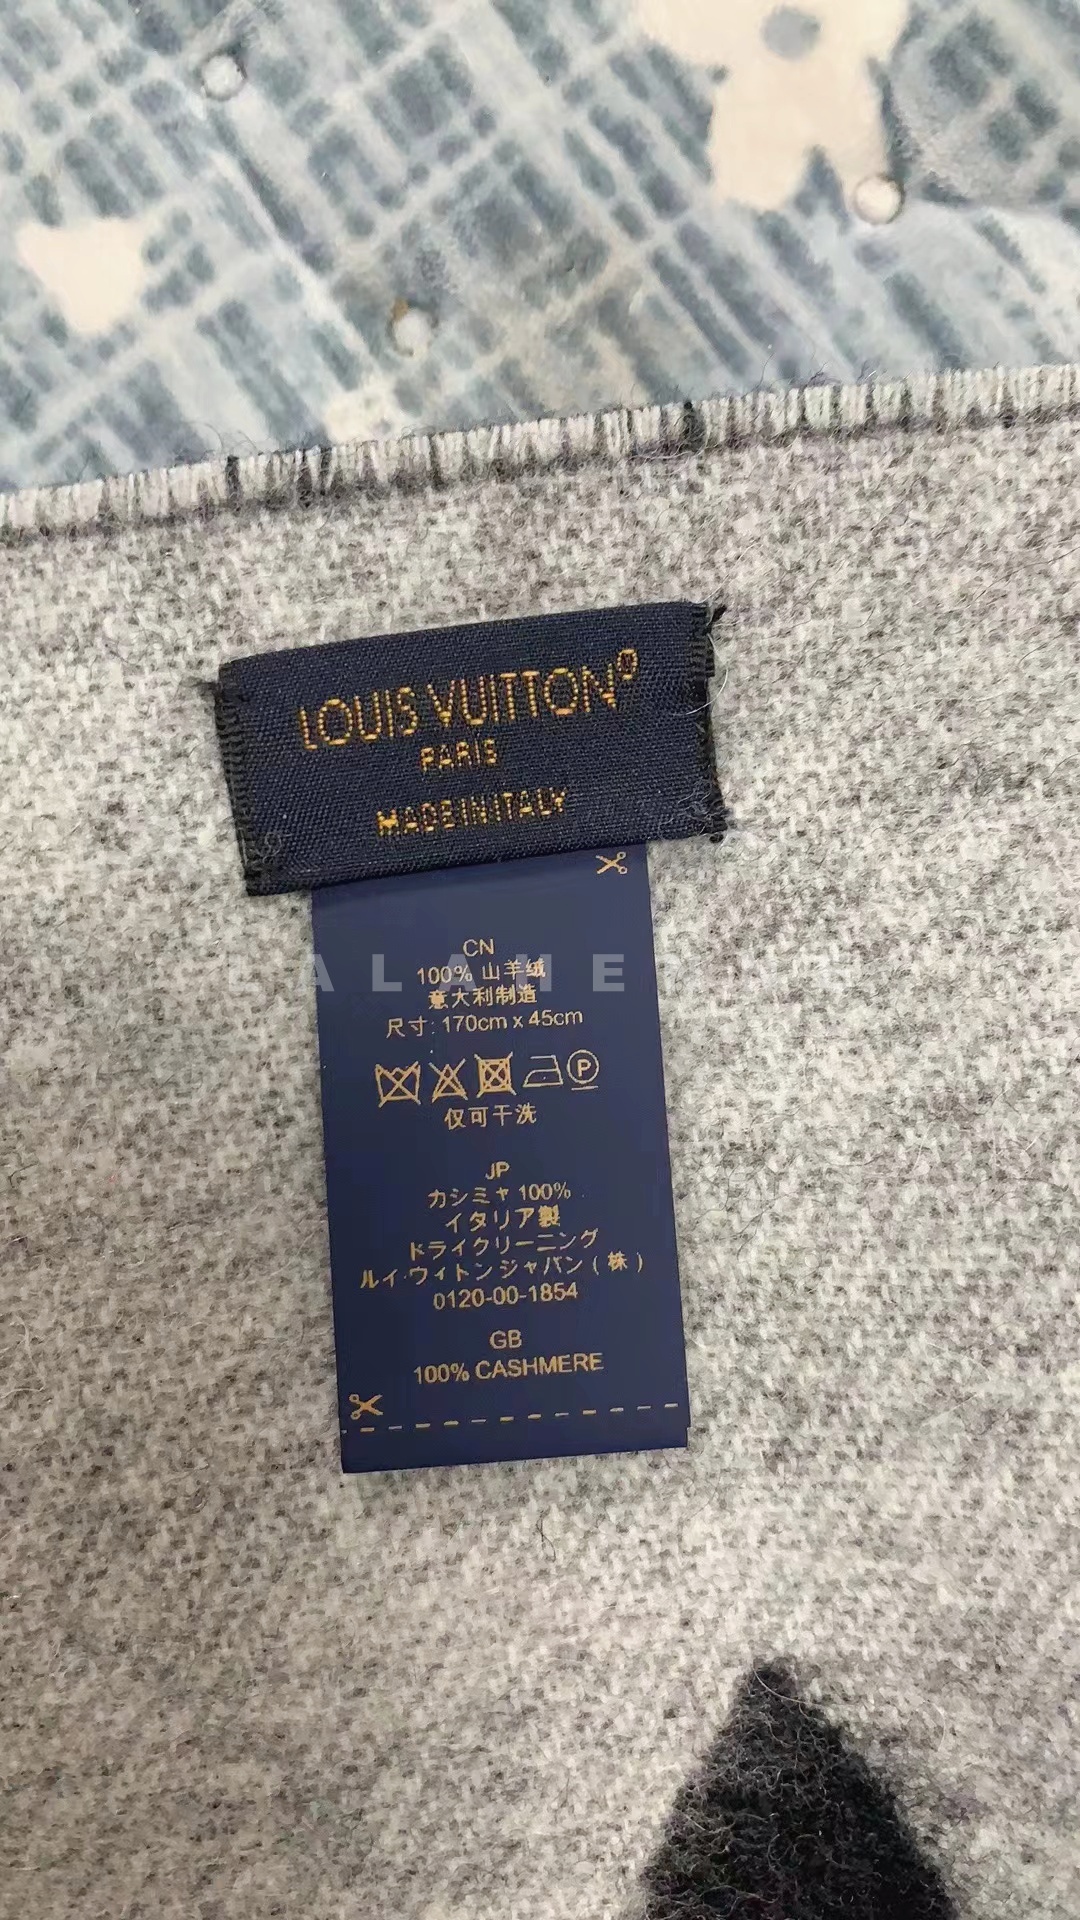 LOUIS VUITTON®
PARIS
MADE IN ITALY
CN
100% 山羊绒
意大利制造
尺寸: 170cm x 45cm
P
仅可干洗
JP
カシミャ 100%
イタリア製
ドライクリーニング
ルイ·ウィトンジャパン ( 株 )
0120-00-1854
GB
100% CASHMERE